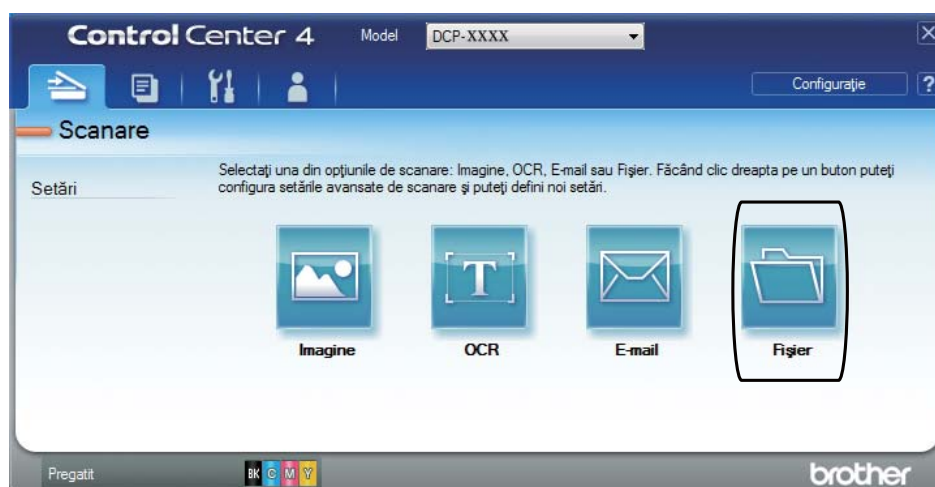 Control Center 4 Model DCP-XXXX
Configurație ?
Scanare
Setări
Selectați una din opțiunile de scanare: Imagine, OCR, E-mail sau Fișier. Făcând clic dreapta pe un buton puteți
configura setările avansate de scanare și puteți defini noi setări.
T
Imagine OCR E-mail Fișier
Pregatit BK C M Y brother